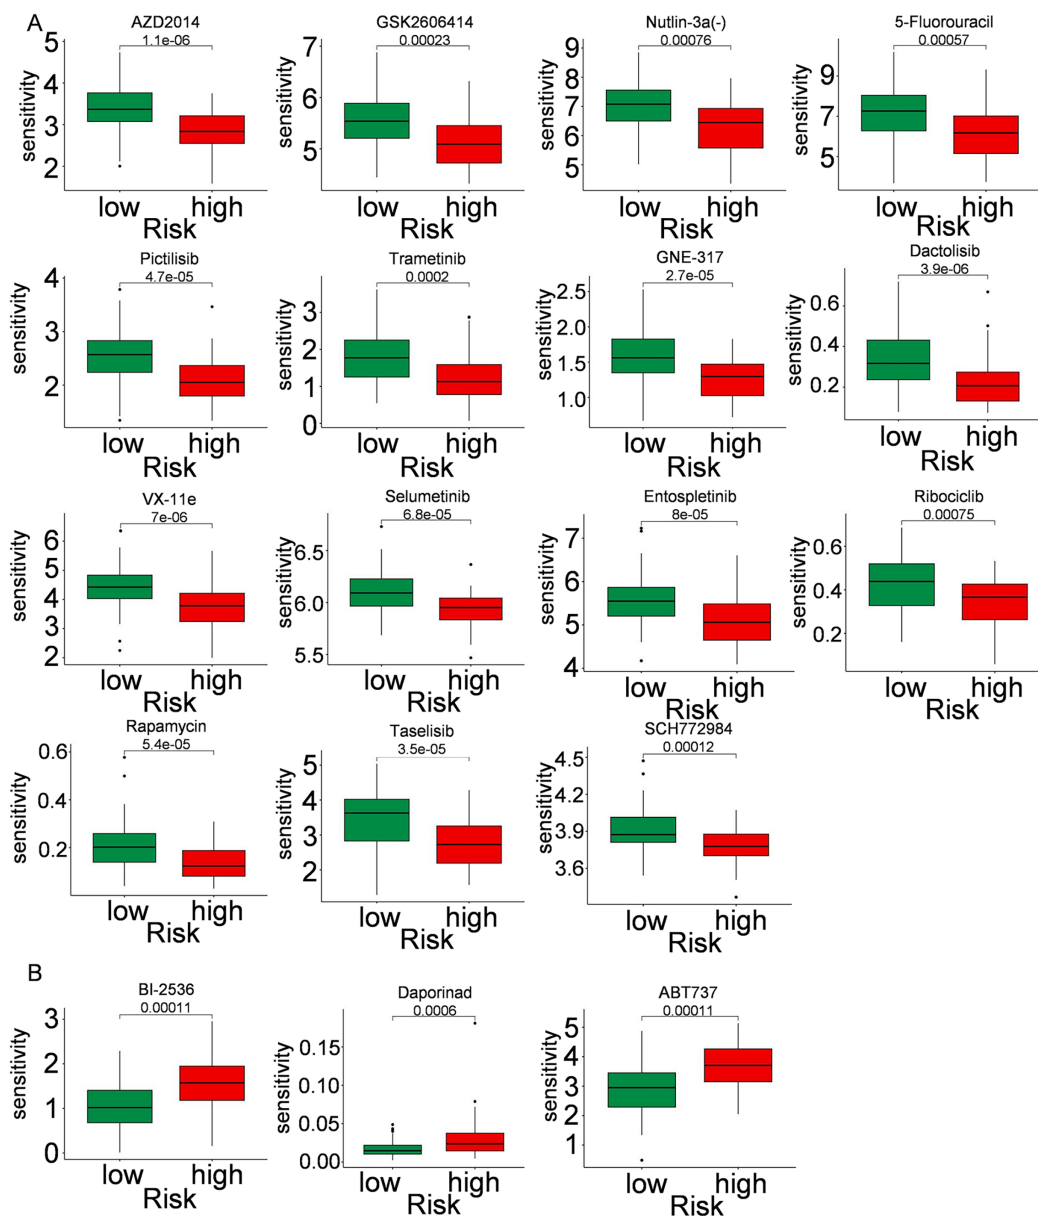 A
AZD2014
1.1e-06
sensitivity
5
4
3
2
low high
Risk
GSK2606414
0.00023
sensitivity
7
6
5
low high
Risk
Nutlin-3a(-)
0.00076
sensitivity
9
8
7
6
5
low high
Risk
5-Fluorouracil
0.00057
sensitivity
9
7
5
low high
Risk
Pictilisib
4.7e-05
sensitivity
4
3
2
low high
Risk
Trametinib
0.0002
sensitivity
3
2
1
0
low high
Risk
GNE-317
2.7e-05
sensitivity
2.5
2.0
1.5
1.0
low high
Risk
Dactolisib
3.9e-06
sensitivity
0.6
0.4
0.2
low high
Risk
VX-11e
7e-06
sensitivity
6
5
4
3
2
low high
Risk
Selumetinib
6.8e-05
sensitivity
6.5
6.0
5.5
low high
Risk
Entospletinib
8e-05
sensitivity
7
6
5
4
low high
Risk
Ribociclib
0.00075
sensitivity
0.6
0.4
0.2
low high
Risk
Rapamycin
5.4e-05
sensitivity
0.6
0.4
0.2
low high
Risk
Taselisib
3.5e-05
sensitivity
5
4
3
2
low high
Risk
SCH772984
0.00012
sensitivity
4.5
4.2
3.9
3.6
low high
Risk
B
BI-2536
0.00011
sensitivity
3
2
1
0
low high
Risk
Daporinad
0.0006
sensitivity
0.15
0.10
0.05
0.00
low high
Risk
ABT737
0.00011
sensitivity
5
4
3
2
1
low high
Risk